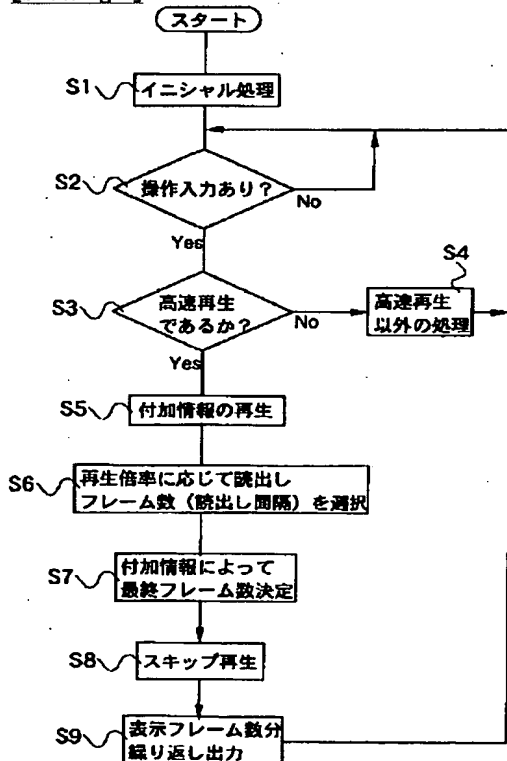 スタート
S1
イニシャル処理
S2
操作入力あり？
No
Yes
S4
S3
高速再生
であるか？
No
高速再生
以外の処理
Yes
S5
付加情報の再生
S6
再生倍率に応じて読出し
フレーム数（読出し間隔）を選択
S7
付加情報によって
最終フレーム数決定
S8
スキップ再生
S9
表示フレーム数分
繰り返し出力